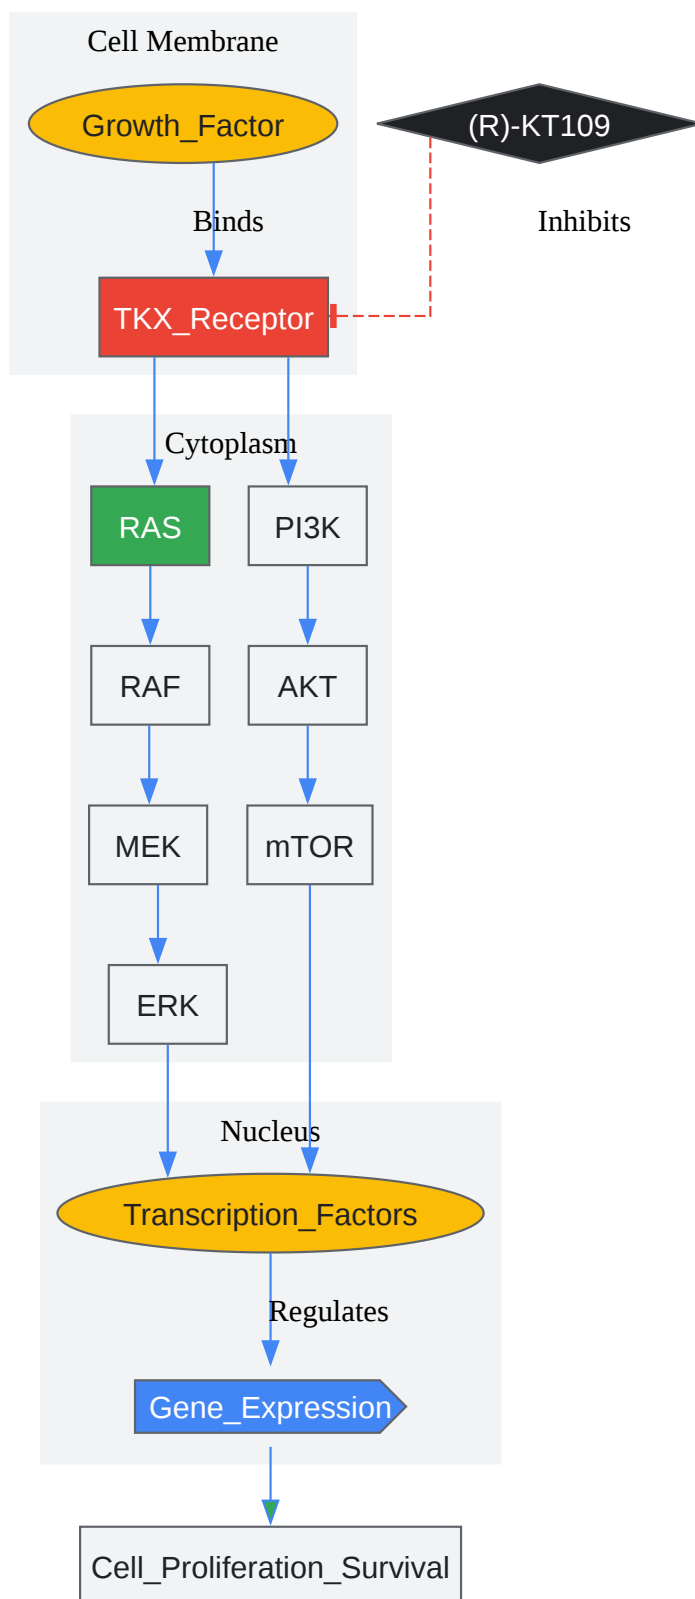 Cell Membrane
Growth_Factor
(R)-KT109
Binds
Inhibits
TKX_Receptor
Cytoplasm
RAS
PI3K
RAF
AKT
MEK
mTOR
ERK
Nucleus
Transcription_Factors
Regulates
Gene_Expression
Cell_Proliferation_Survival